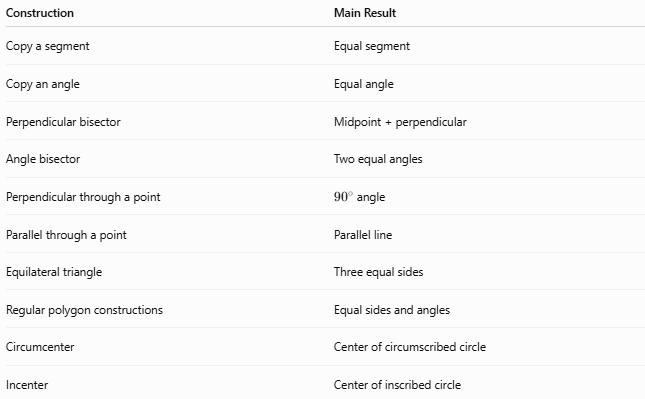 Construction Main Result
Copy a segment Equal segment
Copy an angle Equal angle
Perpendicular bisector Midpoint + perpendicular
Angle bisector Two equal angles
Perpendicular through a point 90° angle
Parallel through a point Parallel line
Equilateral triangle Three equal sides
Regular polygon constructions Equal sides and angles
Circumcenter Center of circumscribed circle
Incenter Center of inscribed circle